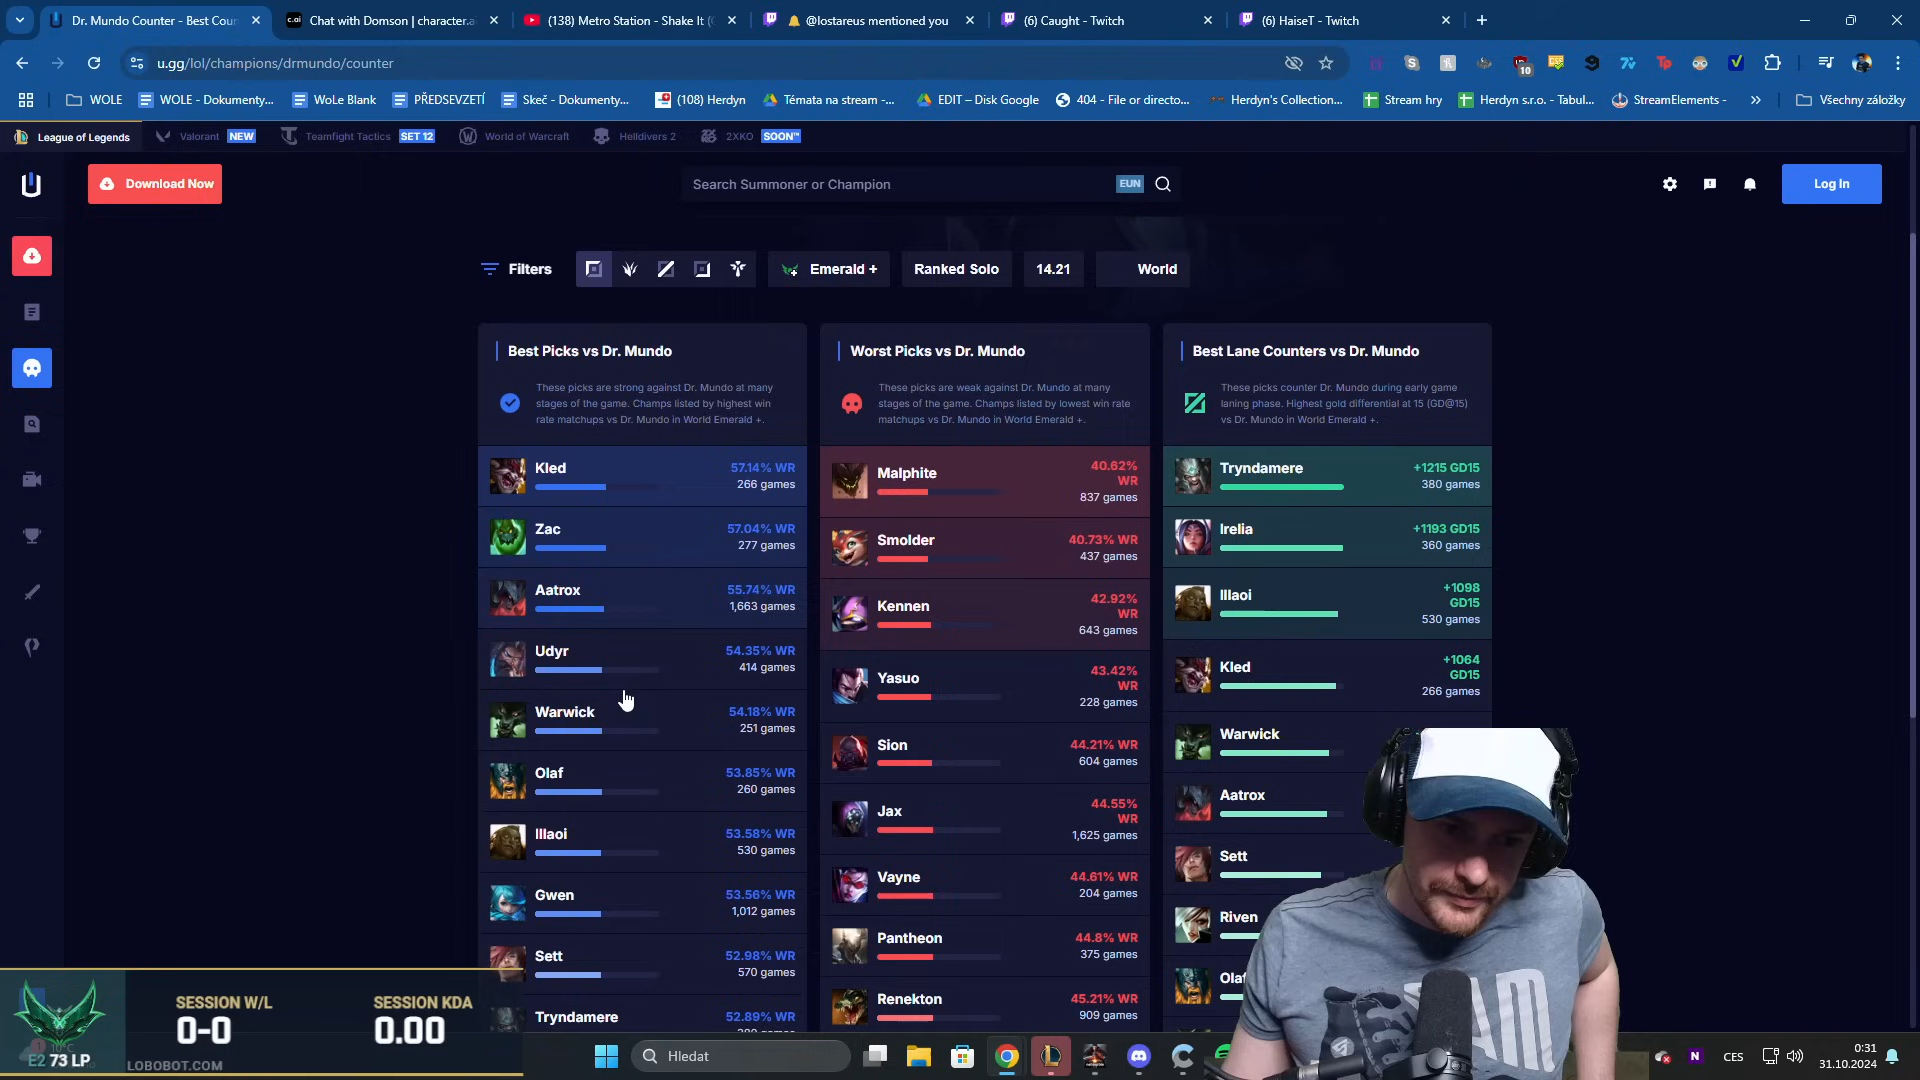 Dr. Mundo Counter - Best Coun
Chat with Domson | character.a
(138) Metro Station - Shake It (
@lostareus mentioned you
(6) Caught - Twitch
(6) HaiseT - Twitch
u.gg/lol/champions/drmundo/counter
10
WOLE
WOLE - Dokumenty...
WoLe Blank
PŘEDSEVZETÍ
Skeč - Dokumenty...
(108) Herdyn
Témata na stream -...
EDIT – Disk Google
404 - File or directo...
Herdyn's Collection...
Stream hry
Herdyn s.r.o. - Tabul...
StreamElements -
Všechny záložky
League of Legends
Valorant NEW
Teamfight Tactics SET 12
World of Warcraft
Helldivers 2
2XKO SOON™
Download Now
Search Summoner or Champion
EUN
Log In
Filters
Emerald +
Ranked Solo
14.21
World
Best Picks vs Dr. Mundo
These picks are strong against Dr. Mundo at many
stages of the game. Champs listed by highest win
rate matchups vs Dr. Mundo in World Emerald +.
Kled 57.14% WR
266 games
Zac 57.04% WR
277 games
Aatrox 55.74% WR
1,663 games
Udyr 54.35% WR
414 games
Warwick 54.18% WR
251 games
Olaf 53.85% WR
260 games
Illaoi 53.58% WR
530 games
Gwen 53.56% WR
1,012 games
Sett 52.98% WR
570 games
Tryndamere 52.89% WR
Worst Picks vs Dr. Mundo
These picks are weak against Dr. Mundo at many
stages of the game. Champs listed by lowest win rate
matchups vs Dr. Mundo in World Emerald +.
Malphite 40.62%
WR
837 games
Smolder 40.73% WR
437 games
Kennen 42.92%
WR
643 games
Yasuo 43.42%
WR
228 games
Sion 44.21% WR
604 games
Jax 44.55%
WR
1,625 games
Vayne 44.61% WR
204 games
Pantheon 44.8% WR
375 games
Renekton 45.21% WR
909 games
Best Lane Counters vs Dr. Mundo
These picks counter Dr. Mundo during early game
laning phase. Highest gold differential at 15 (GD@15)
vs Dr. Mundo in World Emerald +.
Tryndamere +1215 GD15
380 games
Irelia +1193 GD15
360 games
Illaoi +1098
GD15
530 games
Kled +1064
GD15
266 games
Warwick
Aatrox
Sett
Riven
Olaf
SESSION W/L
0-0
SESSION KDA
0.00
E2 73 LP
LOBOBOT.COM
Hledat
CES
0:31
31.10.2024